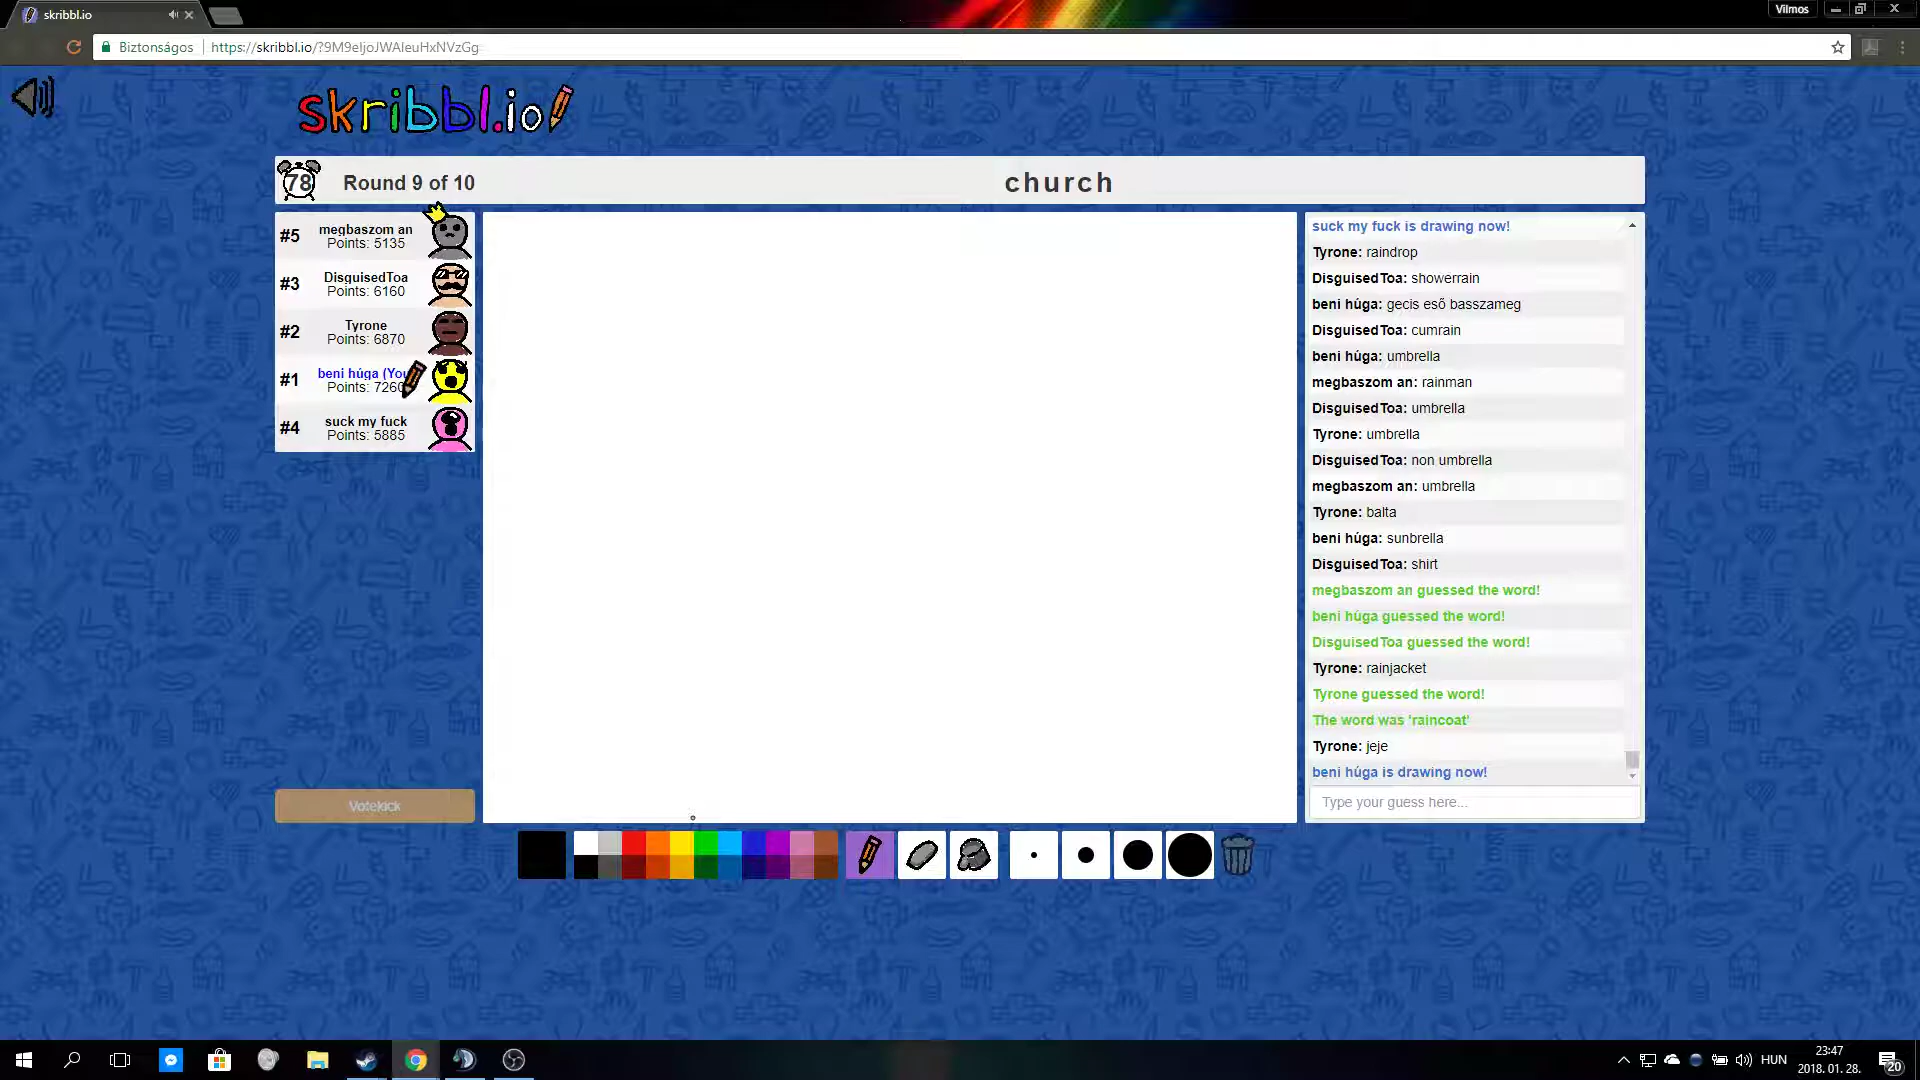 skribbl.io
Vilmos
Biztonságos
https://skribbl.io/?9M9eIjoJWAleuHxNVzGg
skribbl.io
78
Round 9 of 10
church
#5
megbaszom an
Points: 5135
#3
DisguisedToa
Points: 6160
#2
Tyrone
Points: 6870
#1
beni húga (You
Points: 7260
#4
suck my fuck
Points: 5885
Votekick
suck my fuck is drawing now!
Tyrone: raindrop
DisguisedToa: showerrain
beni húga: gecis eső basszameg
DisguisedToa: cumrain
beni húga: umbrella
megbaszom an: rainman
DisguisedToa: umbrella
Tyrone: umbrella
DisguisedToa: non umbrella
megbaszom an: umbrella
Tyrone: balta
beni húga: sunbrella
DisguisedToa: shirt
megbaszom an guessed the word!
beni húga guessed the word!
DisguisedToa guessed the word!
Tyrone: rainjacket
Tyrone guessed the word!
The word was 'raincoat'
Tyrone: jeje
beni húga is drawing now!
Type your guess here...
HUN
23:47
2018. 01. 28.
20